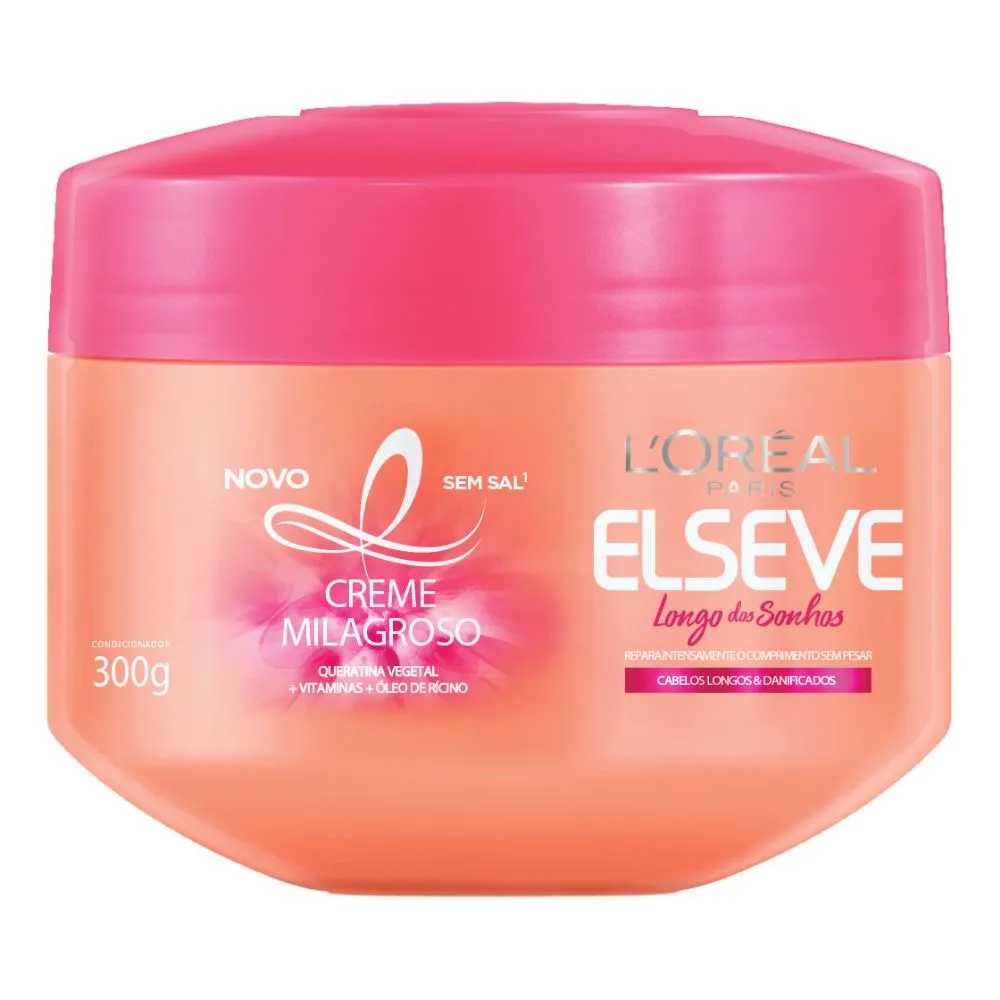 NOVO
SEM SAL¹
CREME
MILAGROSO
QUERATINA VEGETAL
+ VITAMINAS + ÓLEO DE RÍCINO
CONDICIONADOR
300g
L'ORÉAL
PARIS
ELSEVE
Longo dos Sonhos
REPARA INTENSAMENTE O COMPRIMENTO SEM PESAR
CABELOS LONGOS & DANIFICADOS